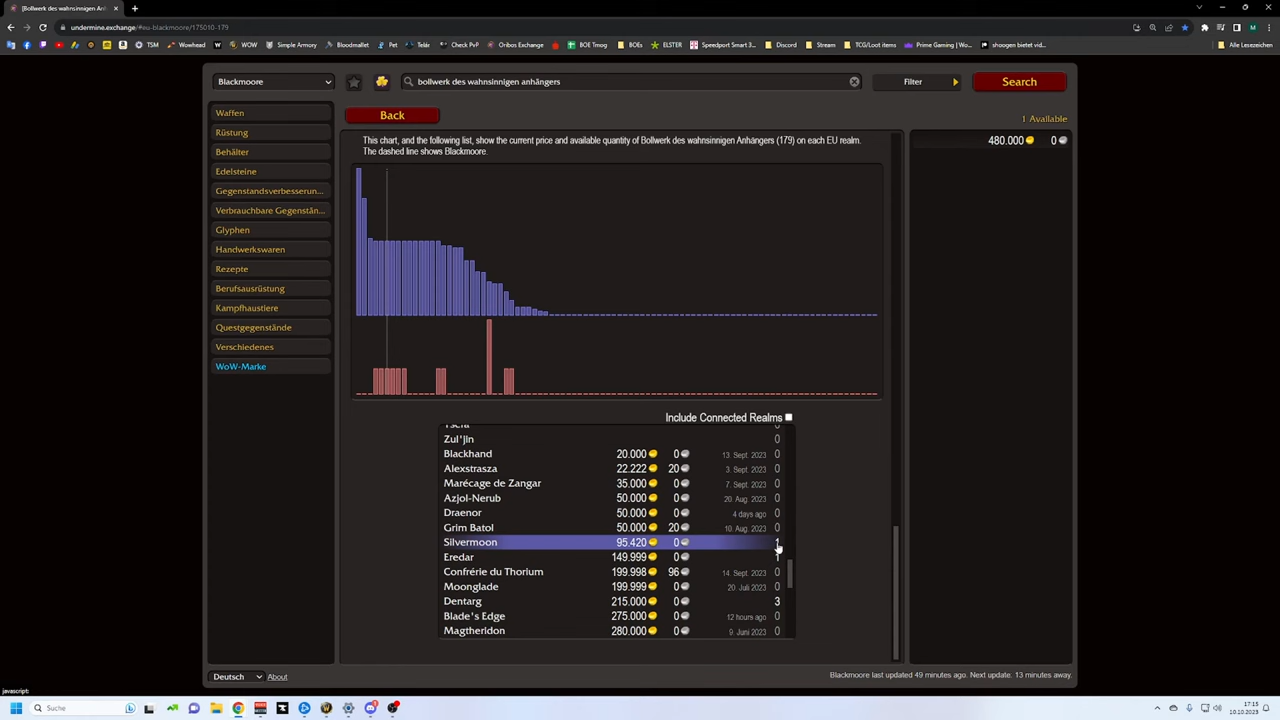 [Bollwerk des wahnsinnigen Anh
undermine.exchange/#eu-blackmoore/175010-179
TSM
Wowhead
WOW
Simple Armory
Bloodmallet
Pet
Telár
Check PvP
Oribos Exchange
BOE Tmog
BOEs
ELSTER
Speedport Smart 3...
Discord
Stream
TCG/Loot items
Prime Gaming | Wo...
shoogen bietet vid...
Alle Lesezeichen
Blackmoore
bollwerk des wahnsinnigen anhängers
Filter
Search
Waffen
Rüstung
Behälter
Edelsteine
Gegenstandsverbesserun...
Verbrauchbare Gegenstän...
Glyphen
Handwerkswaren
Rezepte
Berufsausrüstung
Kampfhaustiere
Questgegenstände
Verschiedenes
WoW-Marke
Back
This chart, and the following list, show the current price and available quantity of Bollwerk des wahnsinnigen Anhängers (179) on each EU realm.
The dashed line shows Blackmoore.
1 Available
480.000 0
Include Connected Realms
Ysera 0
Zul'jin 0
Blackhand 20.000 0 13. Sept. 2023 0
Alexstrasza 22.222 20 3. Sept. 2023 0
Marécage de Zangar 35.000 0 7. Sept. 2023 0
Azjol-Nerub 50.000 0 20. Aug. 2023 0
Draenor 50.000 0 4 days ago 0
Grim Batol 50.000 20 10. Aug. 2023 0
Silvermoon 95.420 0 1
Eredar 149.999 0 1
Confrérie du Thorium 199.998 96 14. Sept. 2023 0
Moonglade 199.999 0 20. Juli 2023 0
Dentarg 215.000 0 3
Blade's Edge 275.000 0 12 hours ago 0
Magtheridon 280.000 0 9. Juni 2023 0
Deutsch
About
Blackmoore last updated 49 minutes ago. Next update. 13 minutes away.
javascript:
Suche
17:15
10.10.2023